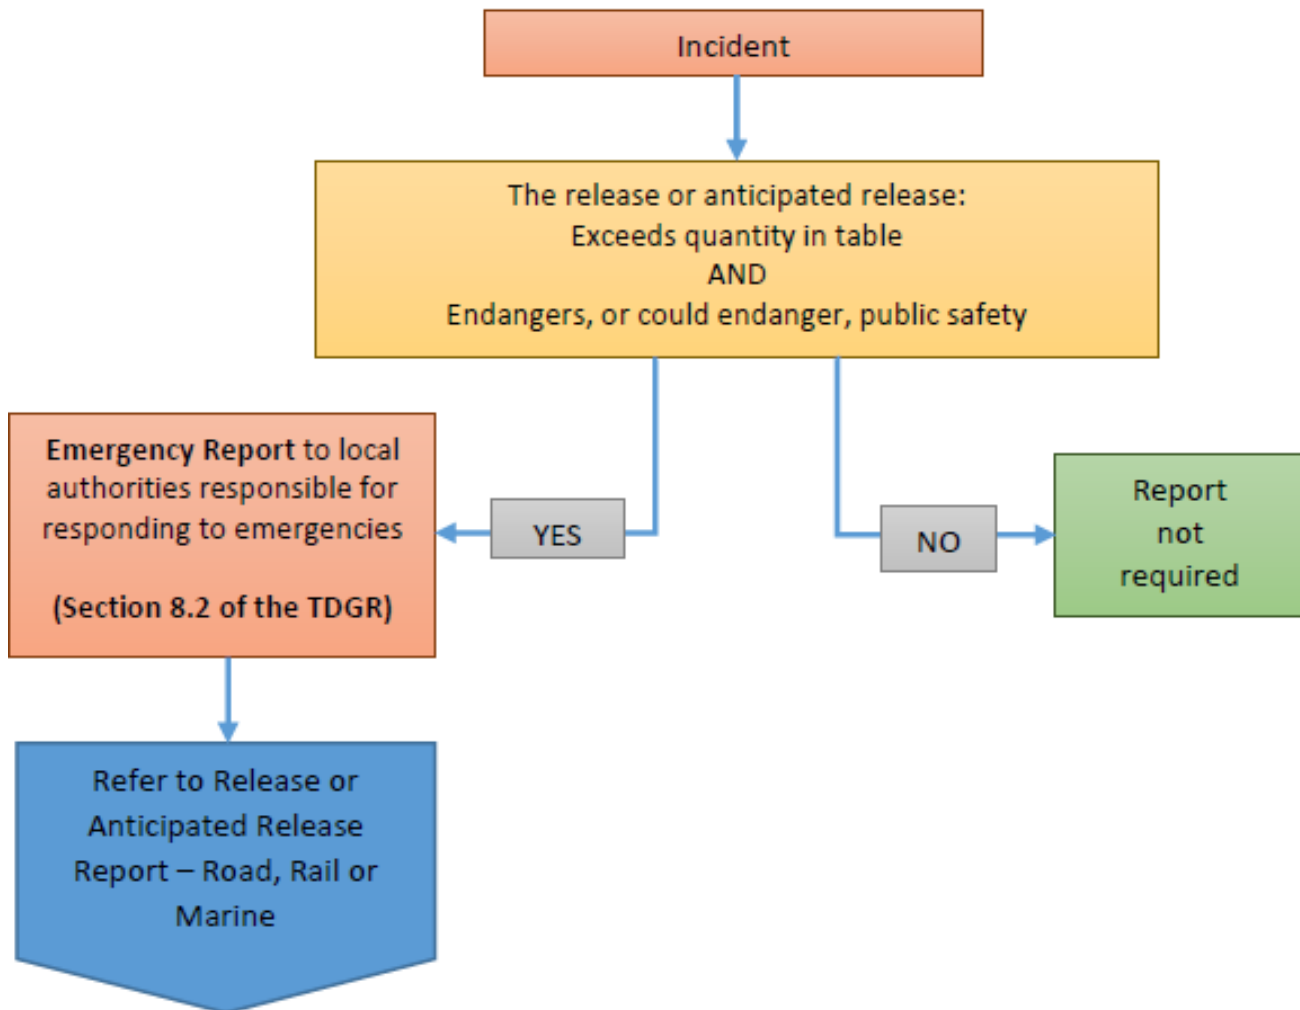 Incident
The release or anticipated release:
Exceeds quantity in table
AND
Endangers, or could endanger, public safety
Emergency Report to local
authorities responsible for
responding to emergencies
(Section 8.2 of the TDGR)
YES
NO
Report
not
required
Refer to Release or
Anticipated Release
Report – Road, Rail or
Marine